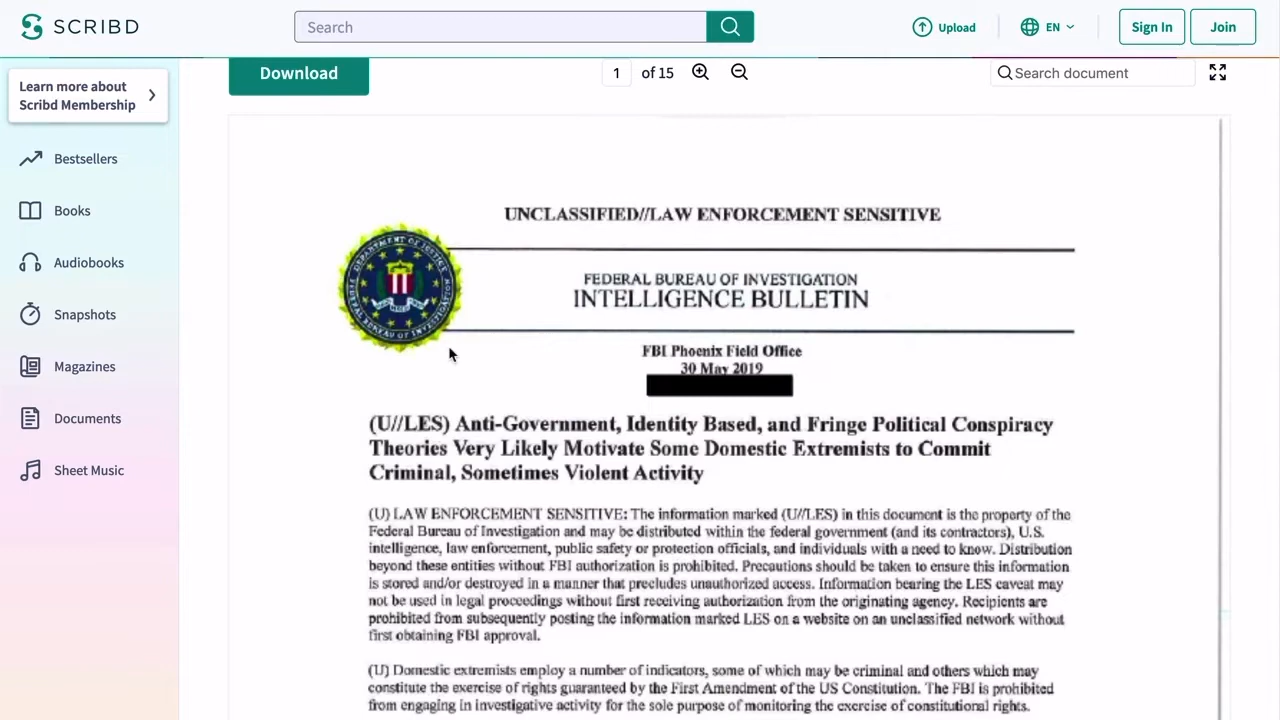 SCRIBD
Search
Upload
EN
Sign In
Join
Learn more about
Scribd Membership
Download
1 of 15
Search document
Bestsellers
Books
Audiobooks
Snapshots
Magazines
Documents
Sheet Music
UNCLASSIFIED//LAW ENFORCEMENT SENSITIVE
FEDERAL BUREAU OF INVESTIGATION
INTELLIGENCE BULLETIN
FBI Phoenix Field Office
30 May 2019
(U//LES) Anti-Government, Identity Based, and Fringe Political Conspiracy
Theories Very Likely Motivate Some Domestic Extremists to Commit
Criminal, Sometimes Violent Activity
(U) LAW ENFORCEMENT SENSITIVE: The information marked (U//LES) in this document is the property of the
Federal Bureau of Investigation and may be distributed within the federal government (and its contractors), U.S.
intelligence, law enforcement, public safety or protection officials, and individuals with a need to know. Distribution
beyond these entities without FBI authorization is prohibited. Precautions should be taken to ensure this information
is stored and/or destroyed in a manner that precludes unauthorized access. Information bearing the LES caveat may
not be used in legal proceedings without first receiving authorization from the originating agency. Recipients are
prohibited from subsequently posting the information marked LES on a website on an unclassified network without
first obtaining FBI approval.
(U) Domestic extremists employ a number of indicators, some of which may be criminal and others which may
constitute the exercise of rights guaranteed by the First Amendment of the US Constitution. The FBI is prohibited
from engaging in investigative activity for the sole purpose of monitoring the exercise of constitutional rights.